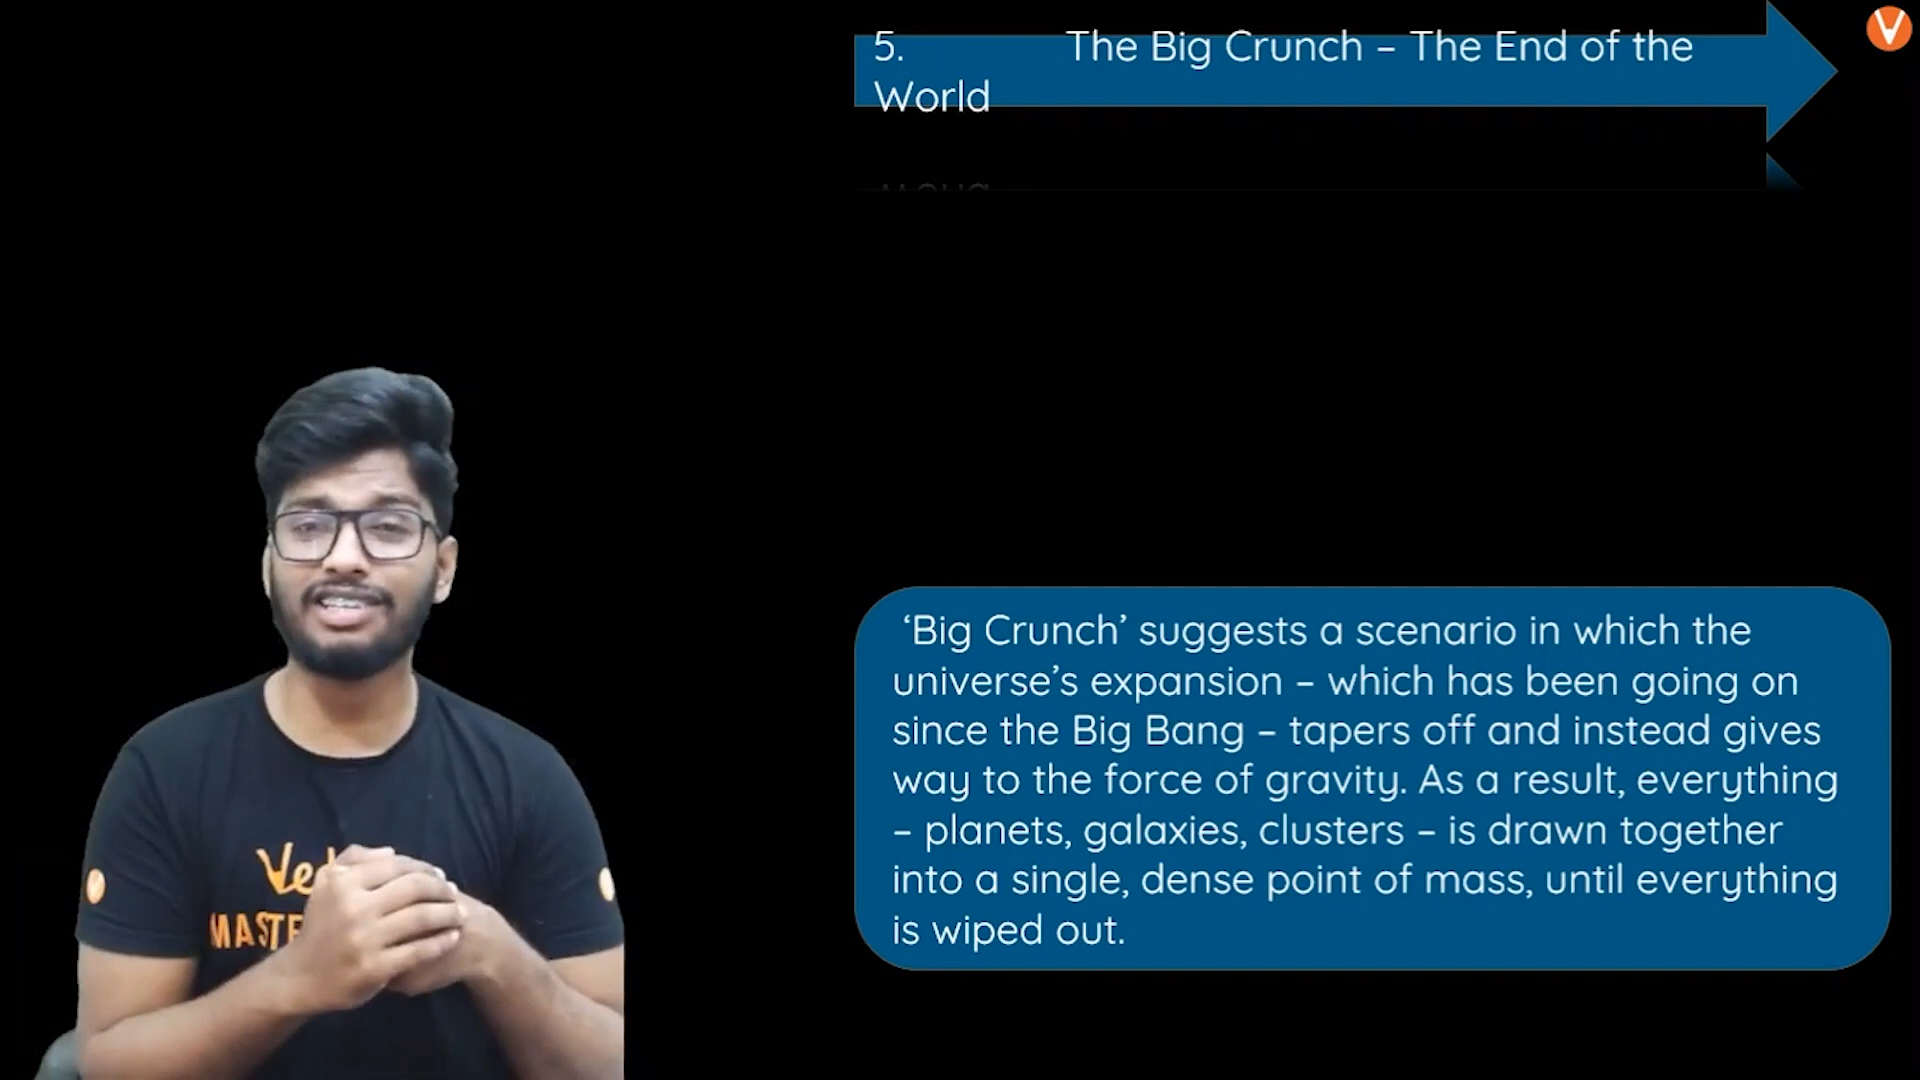 5. The Big Crunch – The End of the
World
‘Big Crunch’ suggests a scenario in which the
universe’s expansion – which has been going on
since the Big Bang – tapers off and instead gives
way to the force of gravity. As a result, everything
– planets, galaxies, clusters – is drawn together
into a single, dense point of mass, until everything
is wiped out.